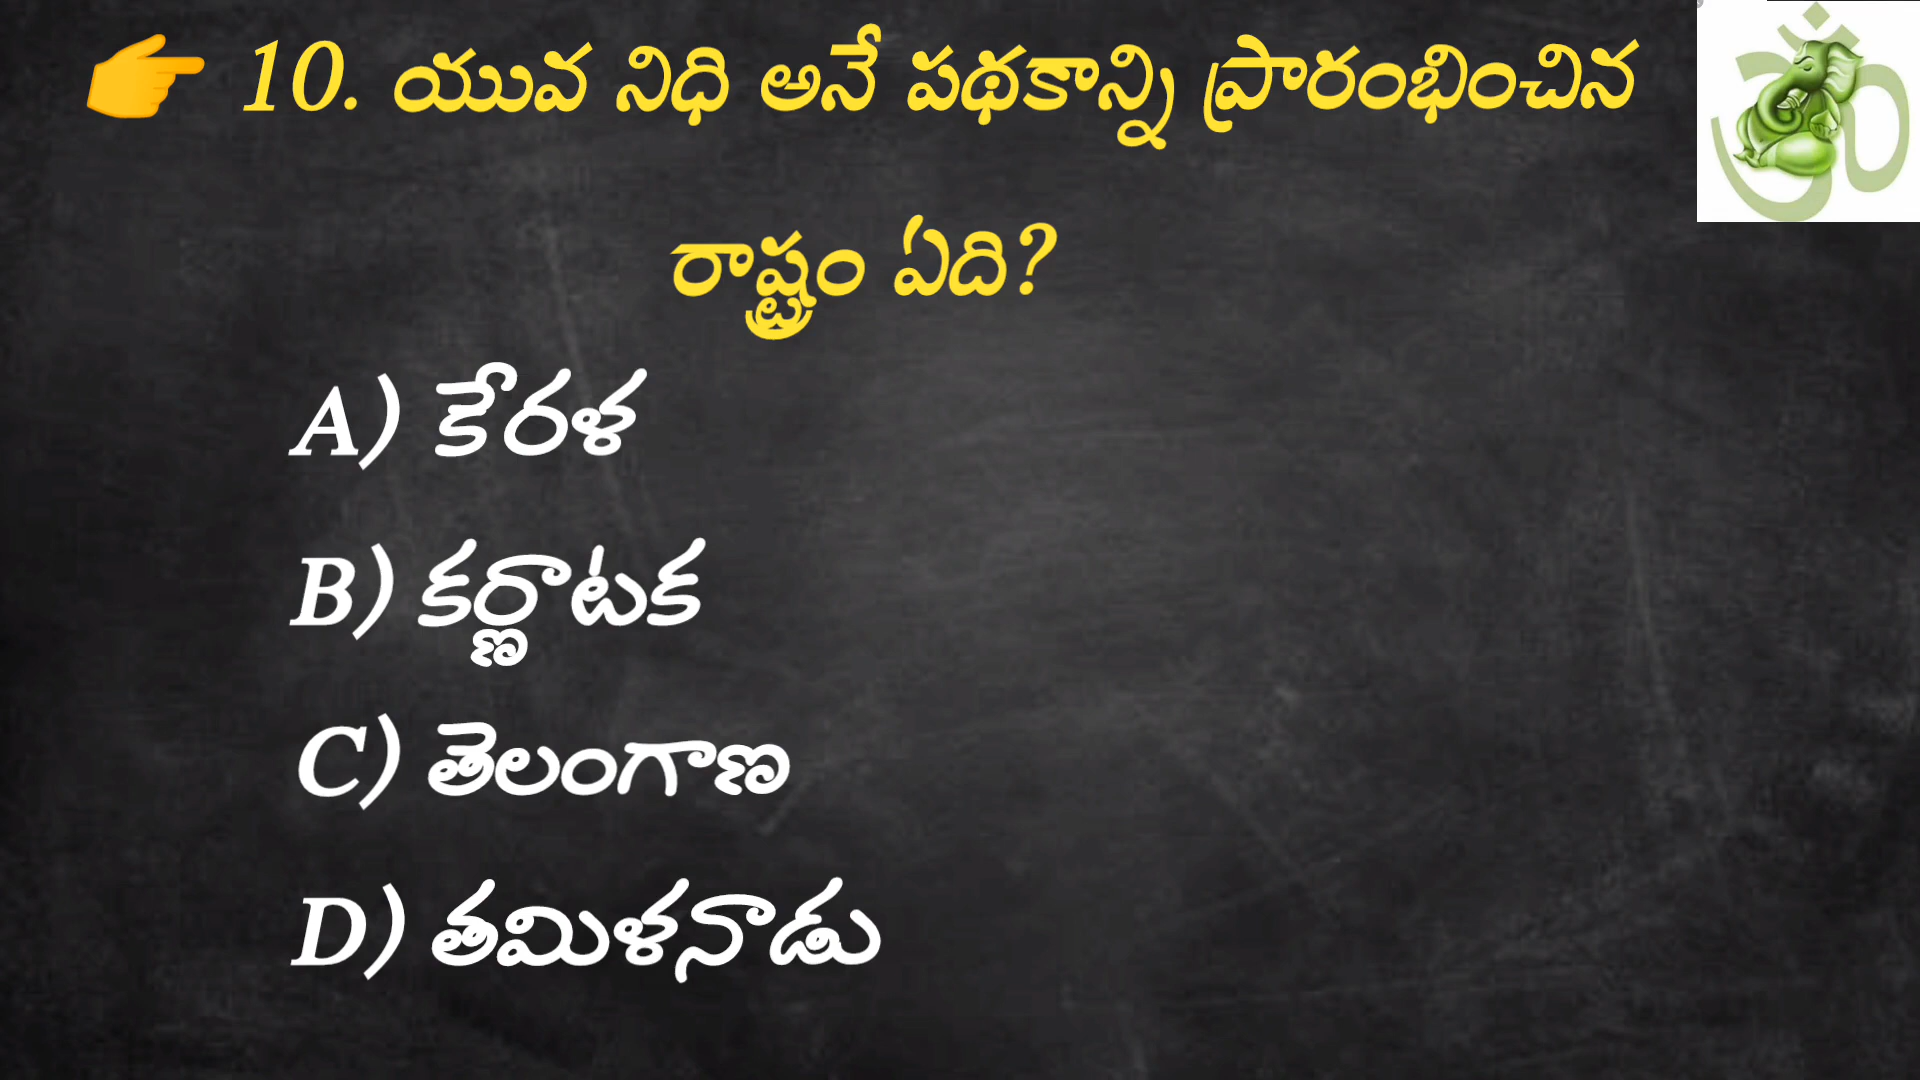 👉 10. యువ నిధి అనే పథకాన్ని ప్రారంభించిన
రాష్ట్రం ఏది?
A) కేరళ
B) కర్ణాటక
C) తెలంగాణ
D) తమిళనాడు